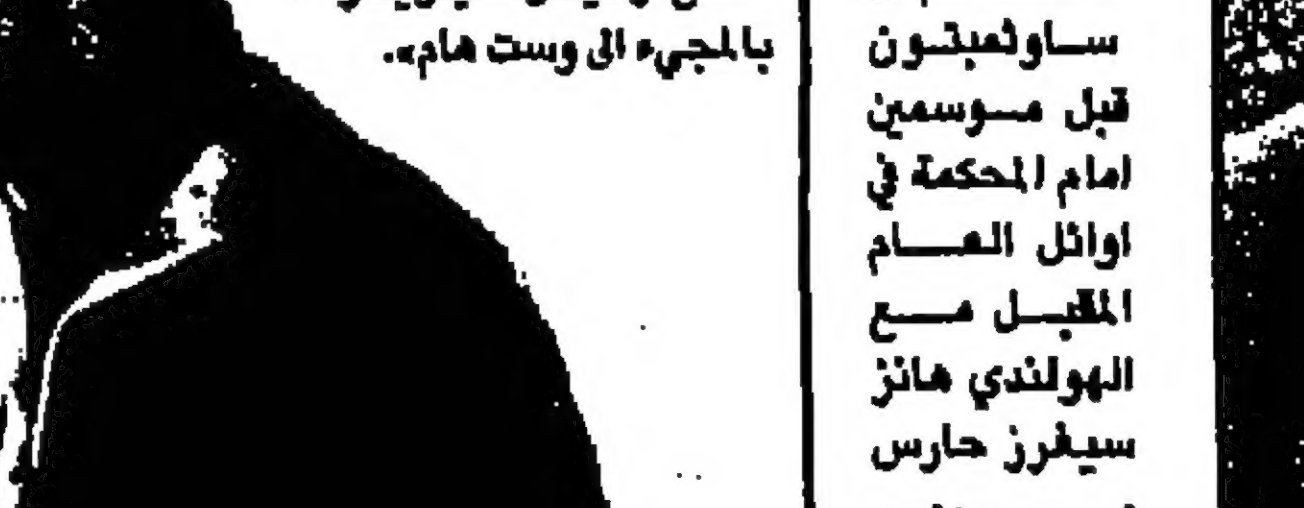 بالمجيء الى وست هام».
ساوثمبتون
قبل موسمين
امام المحكمة في
اوائل العام
المقبل مع
الهولندي هانز
سيغرز حارس